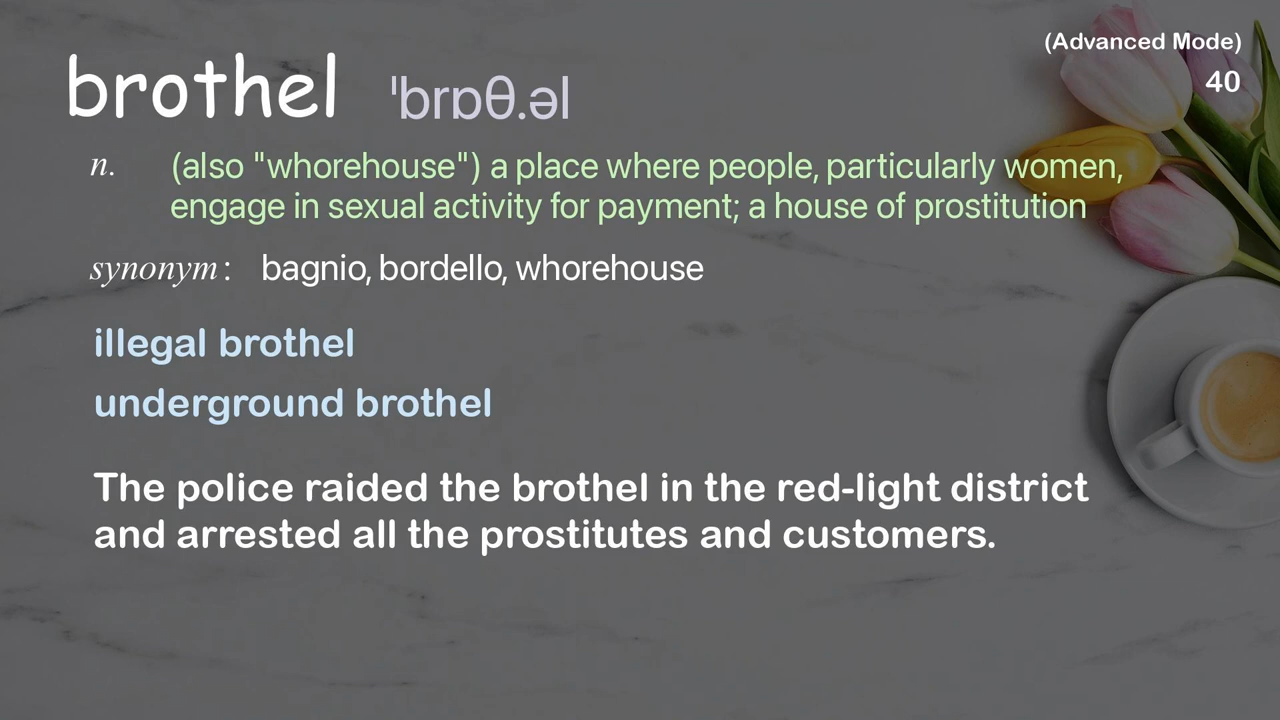 (Advanced Mode)
40
brothel ˈbrɒθ.əl
n. (also "whorehouse") a place where people, particularly women,
engage in sexual activity for payment; a house of prostitution
synonym: bagnio, bordello, whorehouse
illegal brothel
underground brothel
The police raided the brothel in the red-light district
and arrested all the prostitutes and customers.